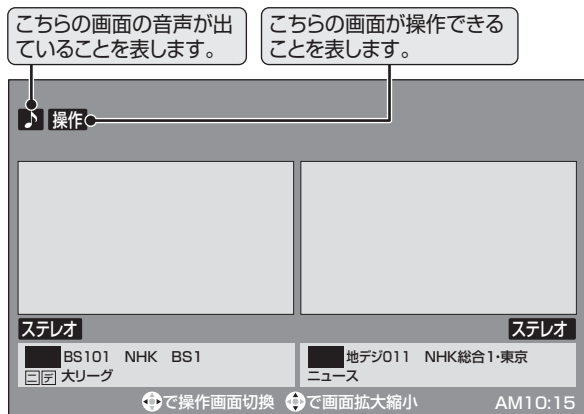 こちらの画面の音声が出
ていることを表します。
こちらの画面が操作できる
ことを表します。
♪ 操作
ステレオ
ステレオ
BS101 NHK BS1
二デ 大リーグ
地デジ011 NHK総合1・東京
ニュース
で操作画面切換 で画面拡大縮小 AM10:15